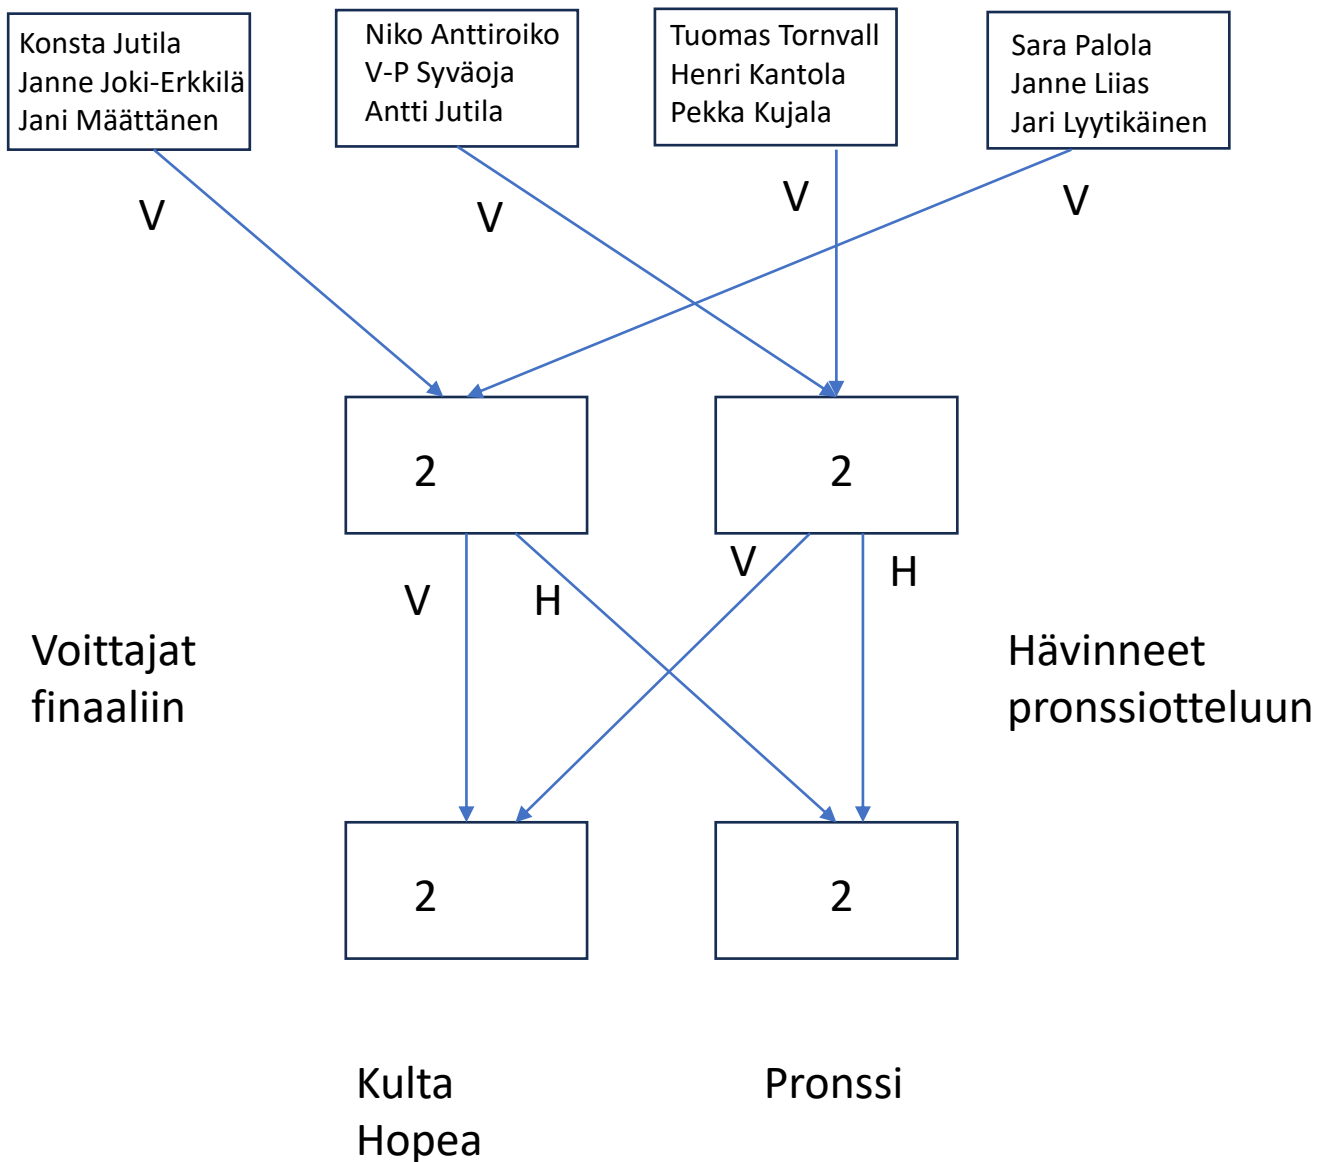 Konsta Jutila
Janne Joki-Erkkilä
Jani Määttänen
Niko Anttiroiko
V-P Syväoja
Antti Jutila
Tuomas Tornvall
Henri Kantola
Pekka Kujala
Sara Palola
Janne Liias
Jari Lyytikäinen
V
V
V
V
2
2
V
H
V
H
Voittajat
finaaliin
Hävinneet
pronssiotteluun
2
2
Kulta
Hopea
Pronssi